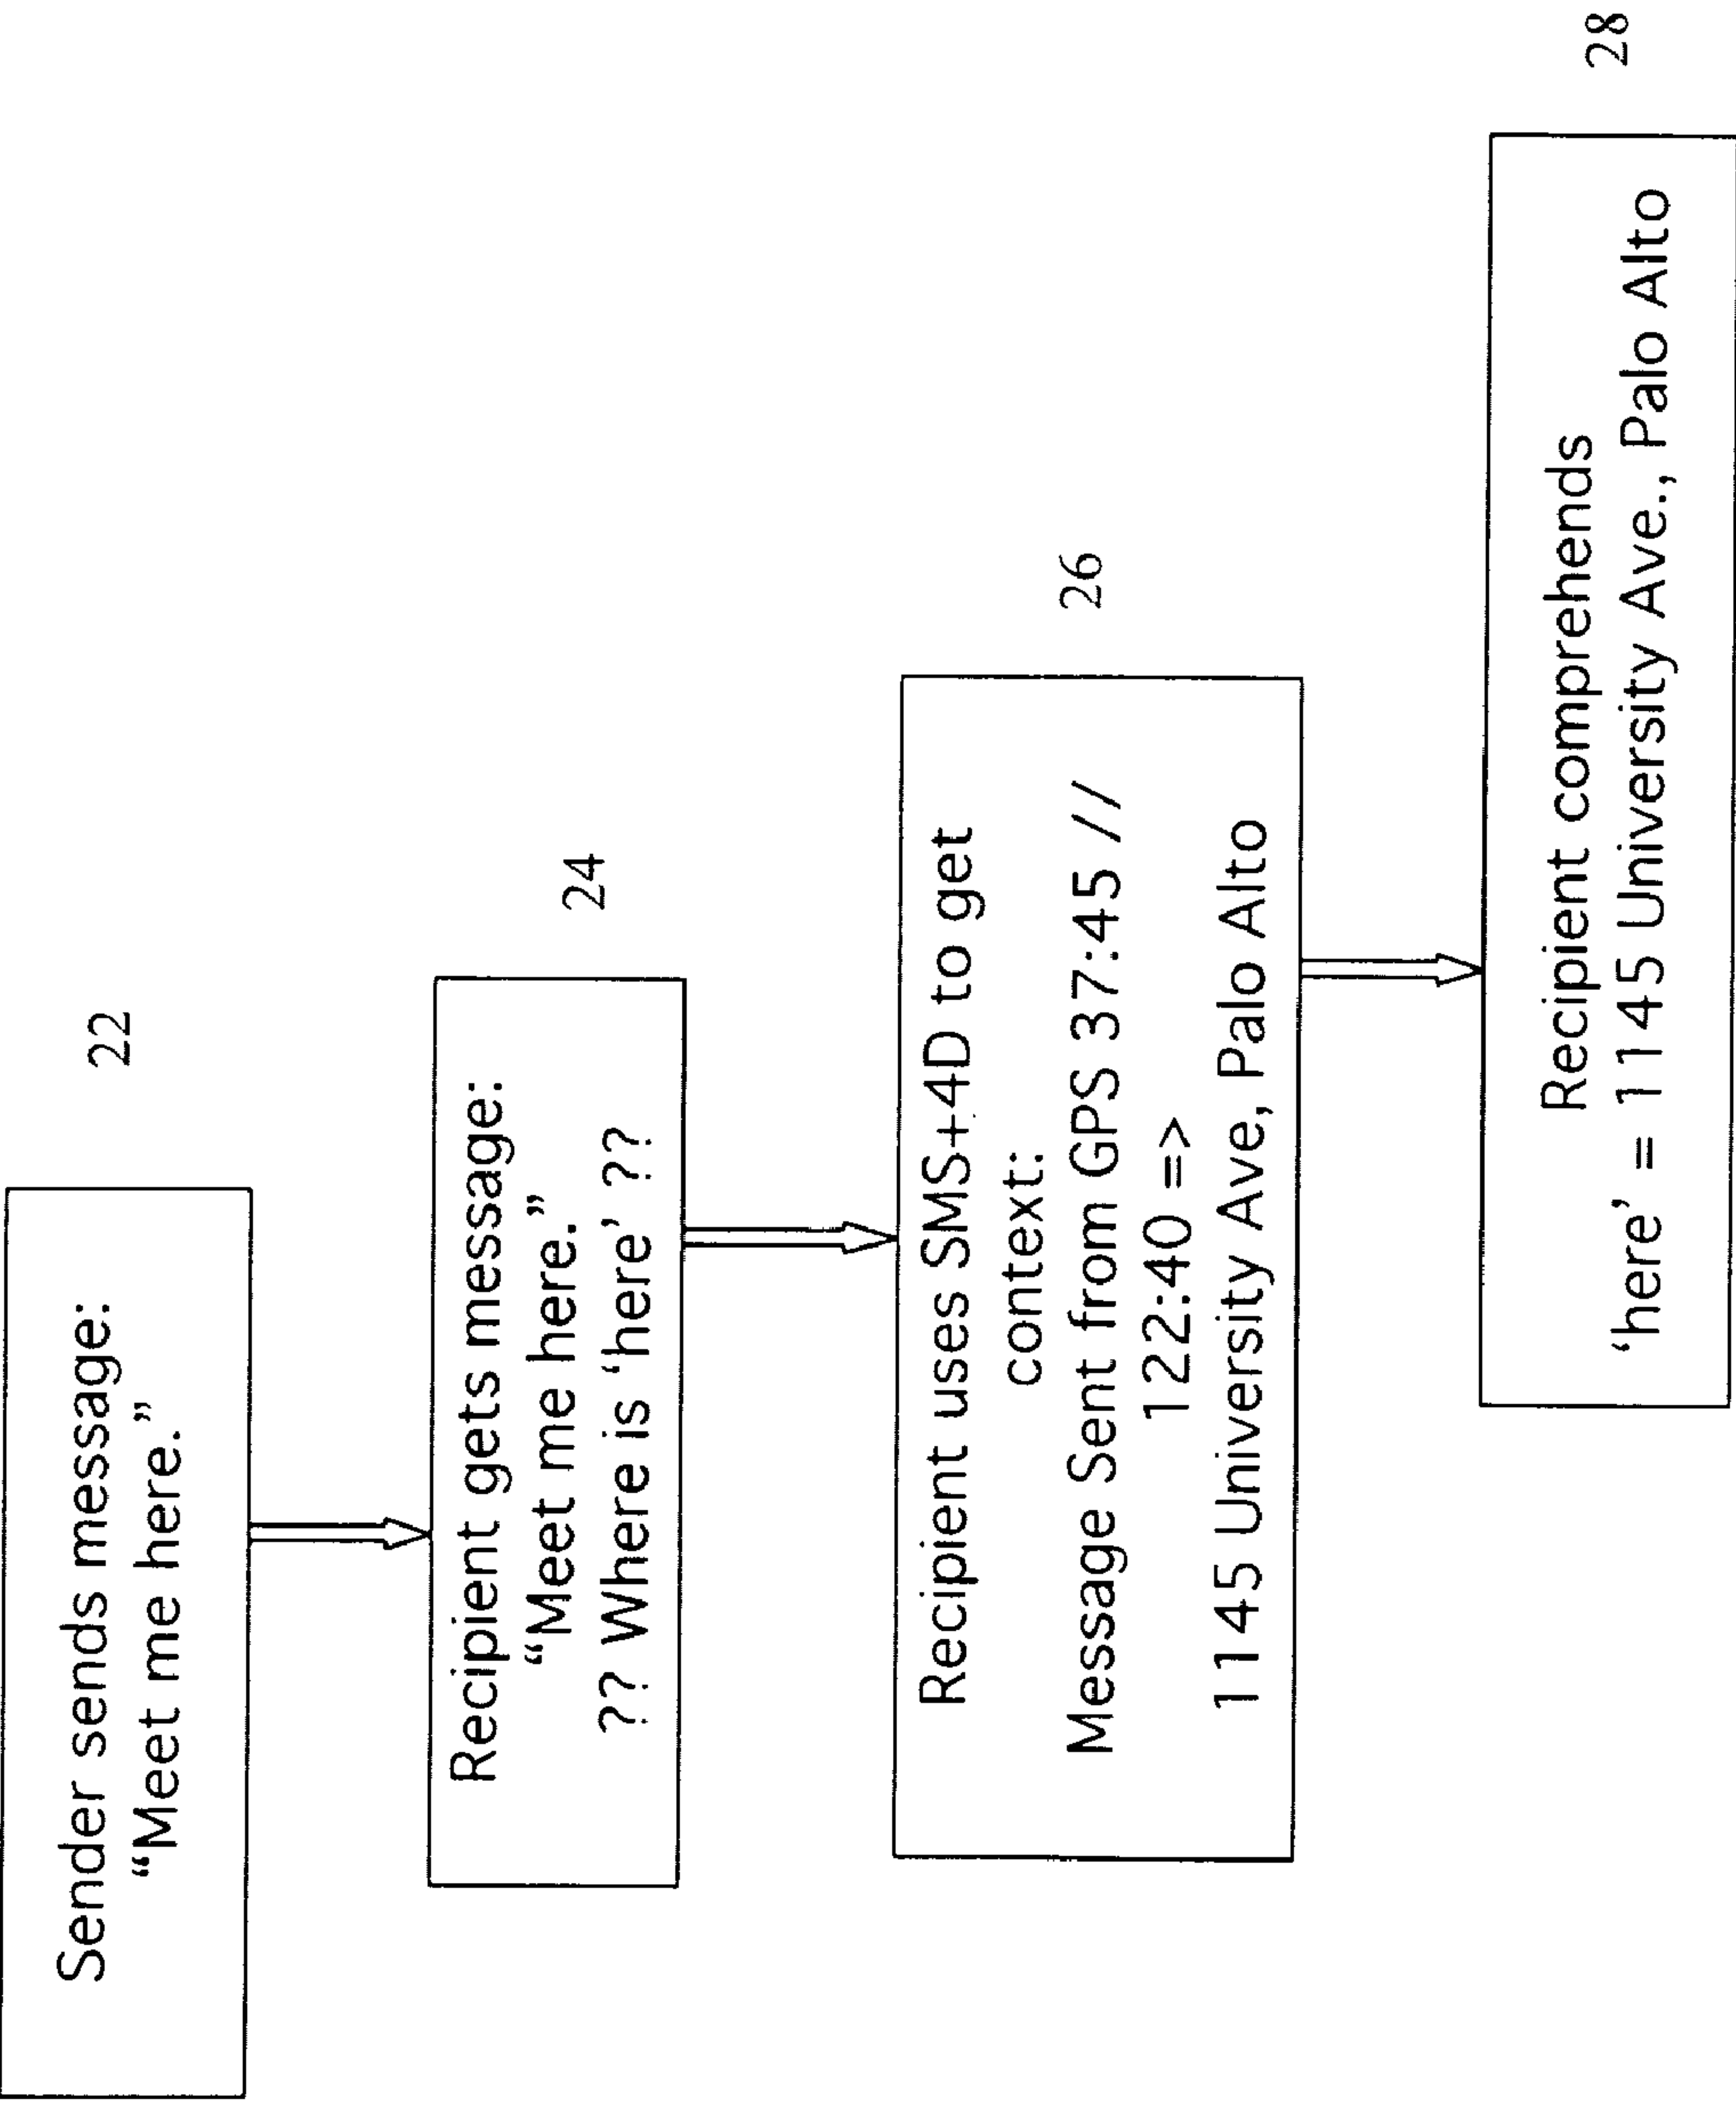 Sender sends message:
“Meet me here.”
22
Recipient gets message:
“Meet me here.”
?? Where is ‘here’ ??
24
Recipient uses SMS+4D to get
context:
Message Sent from GPS 37:45 //
122:40 =>
1145 University Ave, Palo Alto
26
Recipient comprehends
‘here’ = 1145 University Ave., Palo Alto
28